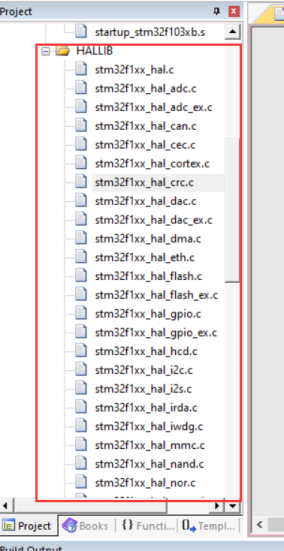 Project
startup_stm32f103xb.s
HALLIB
stm32f1xx_hal.c
stm32f1xx_hal_adc.c
stm32f1xx_hal_adc_ex.c
stm32f1xx_hal_can.c
stm32f1xx_hal_cec.c
stm32f1xx_hal_cortex.c
stm32f1xx_hal_crc.c
stm32f1xx_hal_dac.c
stm32f1xx_hal_dac_ex.c
stm32f1xx_hal_dma.c
stm32f1xx_hal_eth.c
stm32f1xx_hal_flash.c
stm32f1xx_hal_flash_ex.c
stm32f1xx_hal_gpio.c
stm32f1xx_hal_gpio_ex.c
stm32f1xx_hal_hcd.c
stm32f1xx_hal_i2c.c
stm32f1xx_hal_i2s.c
stm32f1xx_hal_irda.c
stm32f1xx_hal_iwdg.c
stm32f1xx_hal_mmc.c
stm32f1xx_hal_nand.c
stm32f1xx_hal_nor.c
Project Books {} Functi... 0 Templ...
Build Output